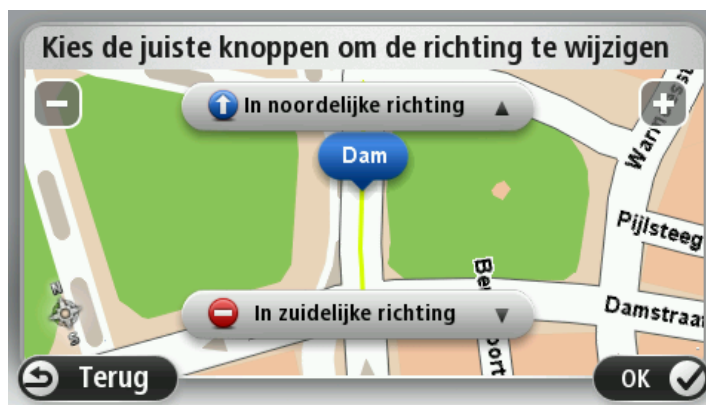 Kies de juiste knoppen om de richting te wijzigen
In noordelijke richting
Dam
Pijlsteeg
N
S
In zuidelijke richting
Terug
OK